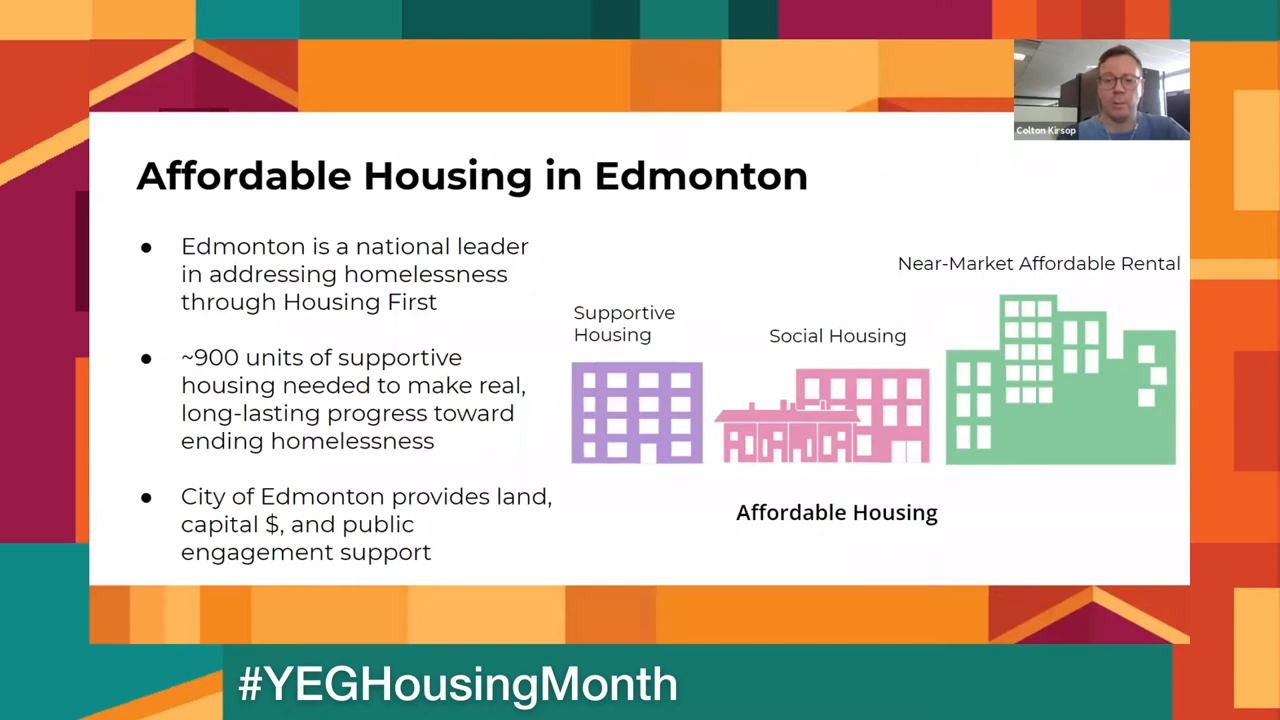 Colton Kirsop
Affordable Housing in Edmonton
● Edmonton is a national leader
in addressing homelessness
through Housing First
● ~900 units of supportive
housing needed to make real,
long-lasting progress toward
ending homelessness
● City of Edmonton provides land,
capital $, and public
engagement support
Supportive
Housing
Social Housing
Near-Market Affordable Rental
Affordable Housing
#YEGHousingMonth